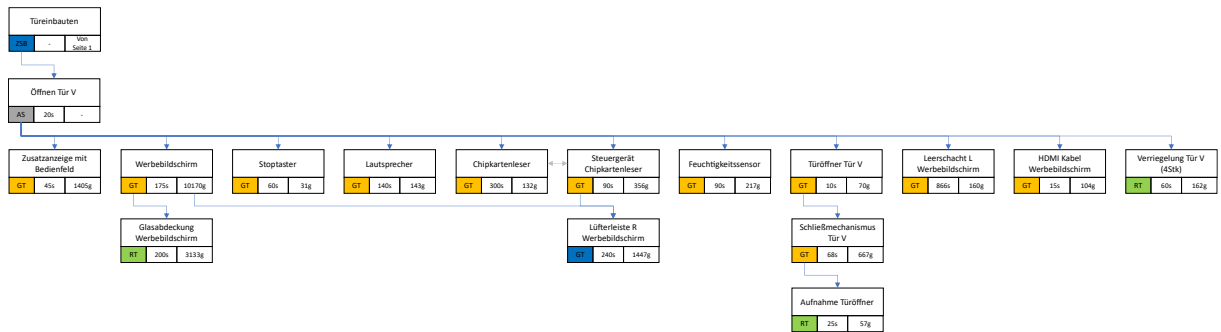 Türeinbauten
ZSB - Von
Seite 1
Öffnen Tür V
AS 20s -
Zusatzanzeige mit
Bedienfeld
GT 45s 1405g
Werbebildschirm
GT 175s 10170g
Stoptaster
GT 60s 31g
Lautsprecher
GT 140s 143g
Chipkartenleser
GT 300s 132g
Steuergerät
Chipkartenleser
GT 90s 356g
Feuchtigkeitssensor
GT 90s 217g
Türöffner Tür V
GT 10s 70g
Leerschacht L
Werbebildschirm
GT 866s 160g
HDMI Kabel
Werbebildschirm
GT 15s 104g
Verriegelung Tür V
(4Stk)
RT 60s 162g
Glasabdeckung
Werbebildschirm
RT 200s 3133g
Lüfterleiste R
Werbebildschirm
GT 240s 1447g
Schließmechanismus
Tür V
GT 68s 667g
Aufnahme Türöffner
RT 25s 57g